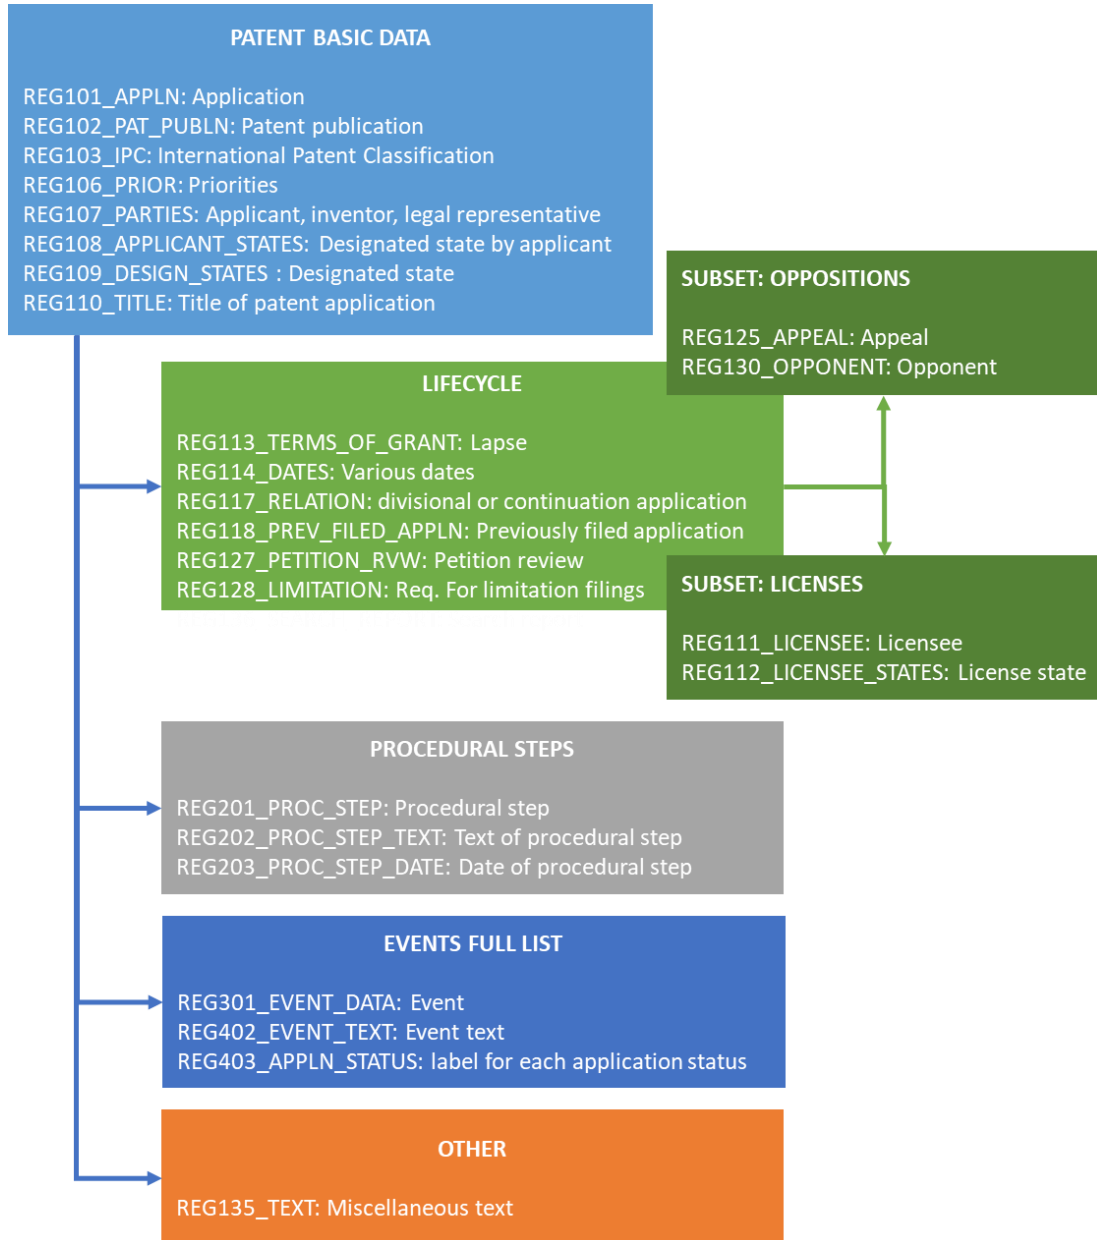 PATENT BASIC DATA
REG101_APPLN: Application
REG102_PAT_PUBLN: Patent publication
REG103_IPC: International Patent Classification
REG106_PRIOR: Priorities
REG107_PARTIES: Applicant, inventor, legal representative
REG108_APPLICANT_STATES: Designated state by applicant
REG109_DESIGN_STATES : Designated state
REG110_TITLE: Title of patent application
SUBSET: OPPOSITIONS
REG125_APPEAL: Appeal
REG130_OPPONENT: Opponent
LIFECYCLE
REG113_TERMS_OF_GRANT: Lapse
REG114_DATES: Various dates
REG117_RELATION: divisional or continuation application
REG118_PREV_FILED_APPLN: Previously filed application
REG127_PETITION_RVW: Petition review
REG128_LIMITATION: Req. For limitation filings
SUBSET: LICENSES
REG111_LICENSEE: Licensee
REG112_LICENSEE_STATES: License state
PROCEDURAL STEPS
REG201_PROC_STEP: Procedural step
REG202_PROC_STEP_TEXT: Text of procedural step
REG203_PROC_STEP_DATE: Date of procedural step
EVENTS FULL LIST
REG301_EVENT_DATA: Event
REG402_EVENT_TEXT: Event text
REG403_APPLN_STATUS: label for each application status
OTHER
REG135_TEXT: Miscellaneous text